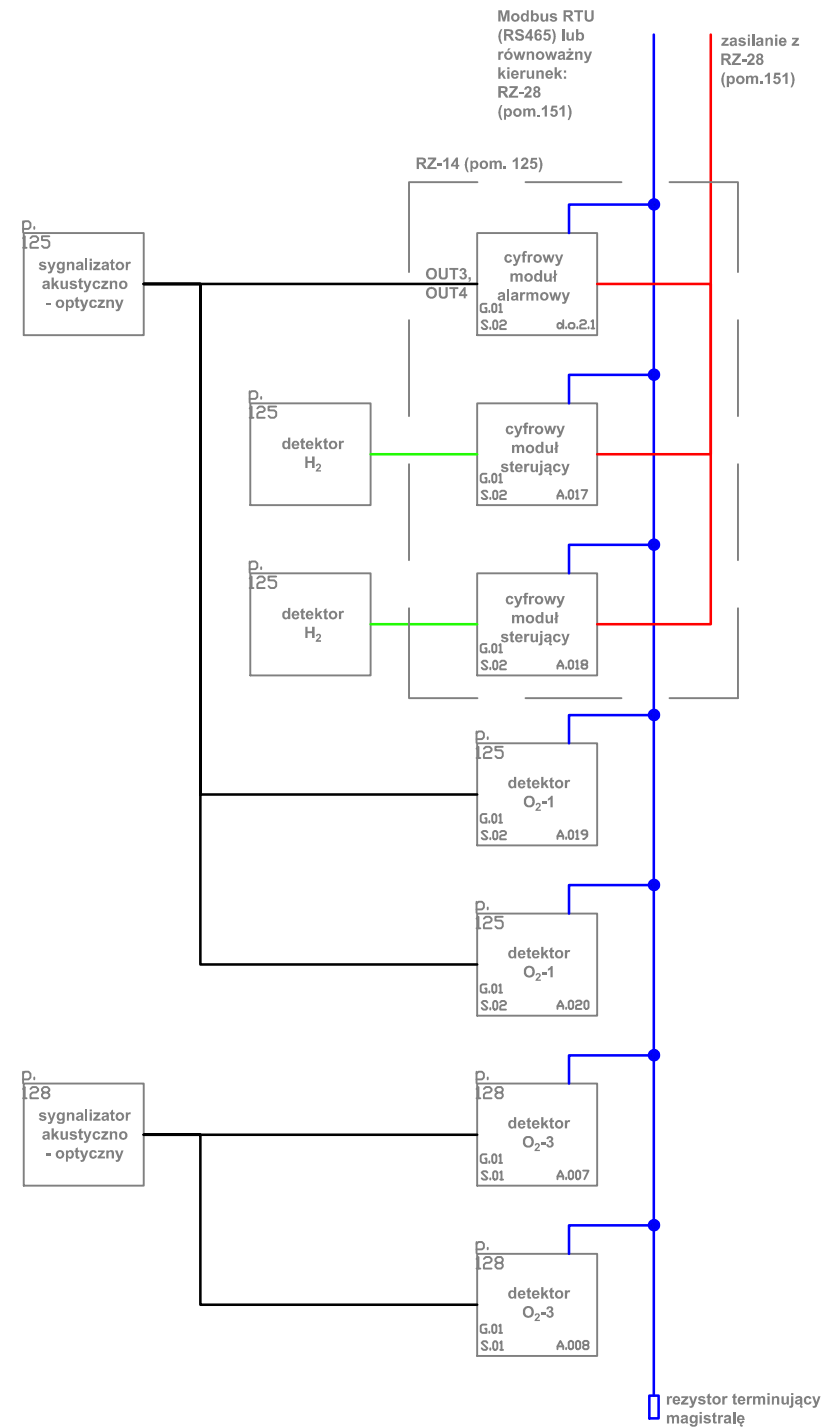 Modbus RTU
(RS465) lub
równoważny
kierunek:
RZ-28
(pom.151)
zasilanie z
RZ-28
(pom.151)
RZ-14 (pom. 125)
p.
125
sygnalizator
akustyczno
- optyczny
OUT3,
OUT4
cyfrowy
moduł
alarmowy
G.01
S.02 d.o.2.1
p.
125
detektor
H₂
cyfrowy
moduł
sterujący
G.01
S.02 A.017
p.
125
detektor
H₂
cyfrowy
moduł
sterujący
G.01
S.02 A.018
p.
125
detektor
O₂-1
G.01
S.02 A.019
p.
125
detektor
O₂-1
G.01
S.02 A.020
p.
128
sygnalizator
akustyczno
- optyczny
p.
128
detektor
O₂-3
G.01
S.01 A.007
p.
128
detektor
O₂-3
G.01
S.01 A.008
rezystor terminujący
magistralę